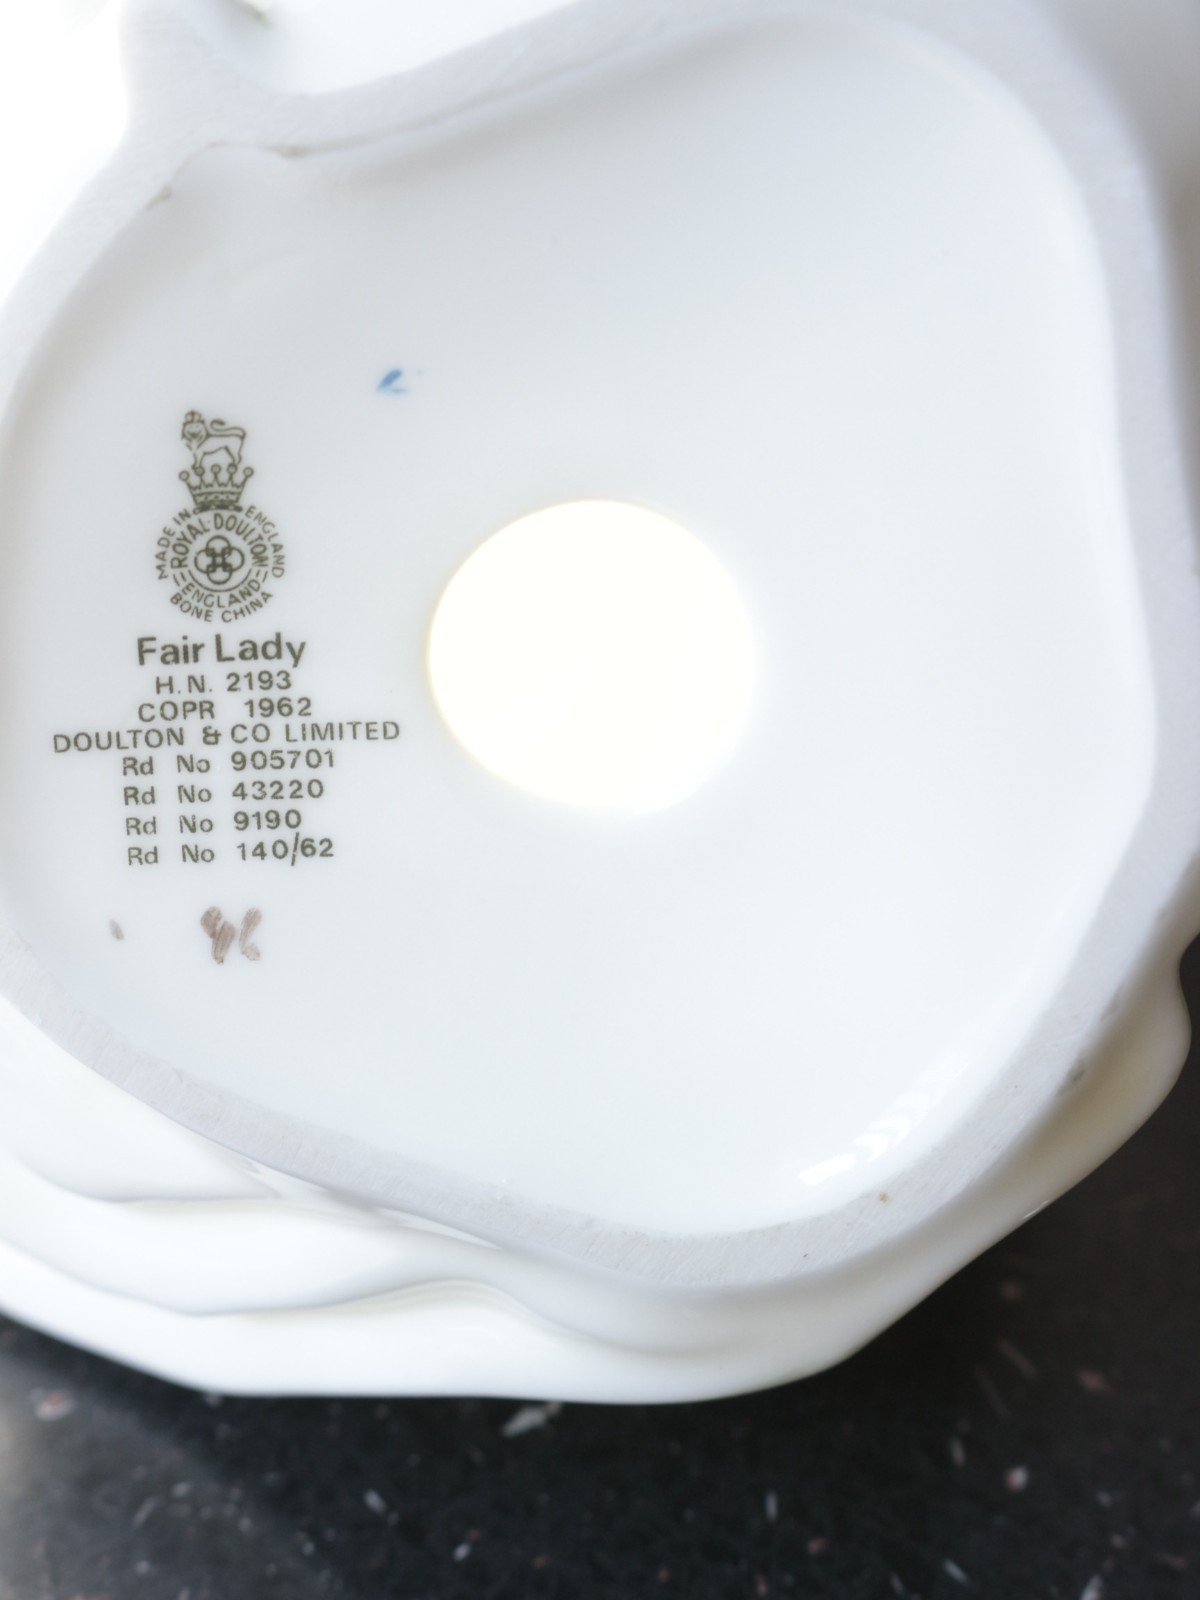 MADE IN ENGLAND
ROYAL DOULTON
ENGLAND
BONE CHINA
Fair Lady
H.N. 2193
COPR 1962
DOULTON & CO LIMITED
Rd No 905701
Rd No 43220
Rd No 9190
Rd No 140/62